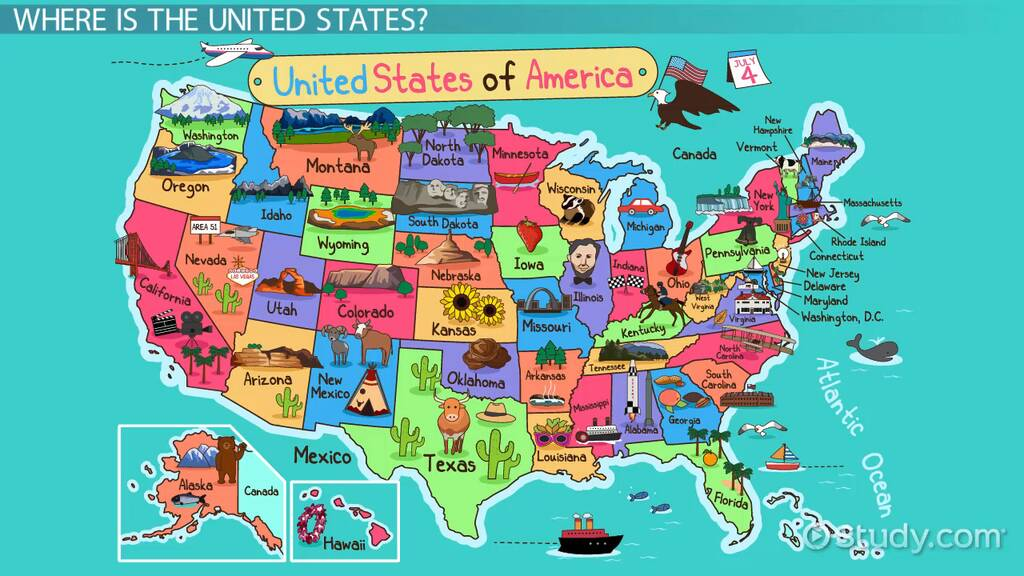 WHERE IS THE UNITED STATES?
United States of America
JULY
4
Washington
Oregon
Montana
North
Dakota
Minnesota
Wisconsin
Canada
New
Hampshire
Vermont
Maine
Idaho
AREA 51
Wyoming
South Dakota
Michigan
New
York
Massachusetts
Rhode Island
Connecticut
New Jersey
Delaware
Maryland
Washington, D.C.
Nevada
LAS VEGAS
California
Utah
Colorado
Nebraska
Iowa
Illinois
Indiana
Ohio
Pennsylvania
West
Virginia
Virginia
Kansas
Missouri
Kentucky
North
Carolina
Tennessee
South
Carolina
Arizona
New
Mexico
Oklahoma
Arkansas
Mississippi
Alabama
Georgia
Texas
Louisiana
Florida
Mexico
Atlantic
Ocean
Alaska
Canada
Hawaii
study.com